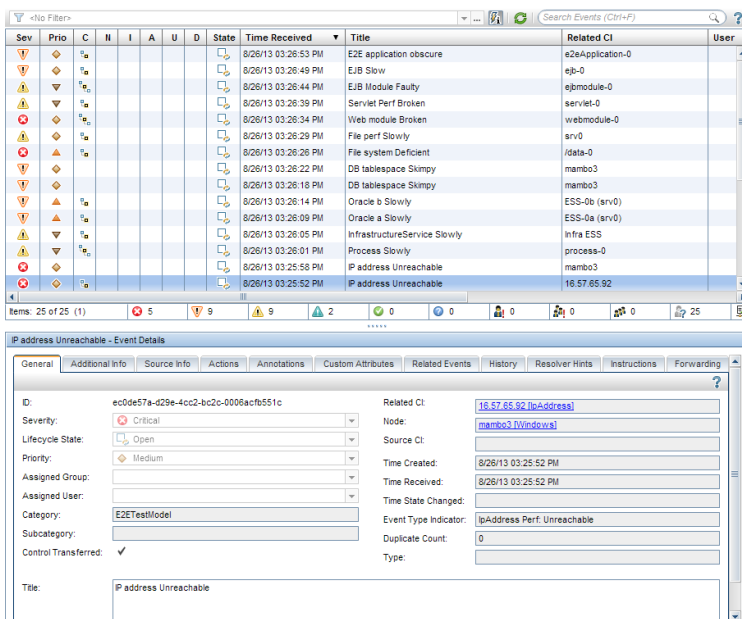 <No Filter>
... Search Events (Ctrl+F) ?
Sev Prio C N I A U D State Time Received ▼ Title Related CI User
8/26/13 03:26:53 PM E2E application obscure e2eApplication-0
8/26/13 03:26:49 PM EJB Slow ejb-0
8/26/13 03:26:44 PM EJB Module Faulty ejbmodule-0
8/26/13 03:26:39 PM Servlet Perf Broken servlet-0
8/26/13 03:26:34 PM Web module Broken webmodule-0
8/26/13 03:26:29 PM File perf Slowly srv0
8/26/13 03:26:26 PM File system Deficient /data-0
8/26/13 03:26:22 PM DB tablespace Skimpy mambo3
8/26/13 03:26:18 PM DB tablespace Skimpy mambo3
8/26/13 03:26:14 PM Oracle b Slowly ESS-0b (srv0)
8/26/13 03:26:09 PM Oracle a Slowly ESS-0a (srv0)
8/26/13 03:26:05 PM InfrastructureService Slowly Infra ESS
8/26/13 03:26:01 PM Process Slowly process-0
8/26/13 03:25:58 PM IP address Unreachable mambo3
8/26/13 03:25:52 PM IP address Unreachable 16.57.65.92
Items: 25 of 25 (1) 5 9 9 2 0 0 0 0 0 25
IP address Unreachable - Event Details
General Additional Info Source Info Actions Annotations Custom Attributes Related Events History Resolver Hints Instructions Forwarding
?
ID: ec0de57a-d29e-4cc2-bc2c-0006acfb551c Related CI: 16.57.65.92 [IpAddress]
Severity: Critical Node: mambo3 [Windows]
Lifecycle State: Open Source CI:
Priority: Medium Time Created: 8/26/13 03:25:52 PM
Assigned Group: Time Received: 8/26/13 03:25:52 PM
Assigned User: Time State Changed:
Category: E2ETestModel Event Type Indicator: IpAddress Perf: Unreachable
Subcategory: Duplicate Count: 0
Control Transferred: ✓ Type:
Title: IP address Unreachable